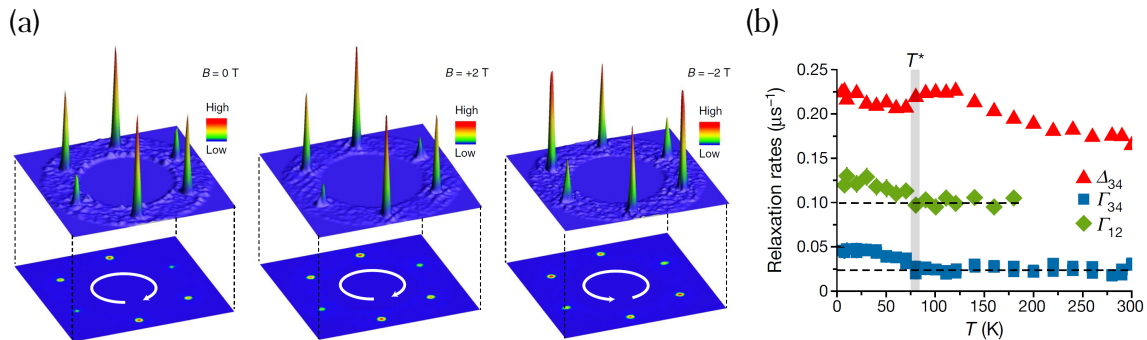 (a)
B = 0 T
High
Low
B = +2 T
High
Low
B = −2 T
High
Low
(b)
T*
Relaxation rates (μs⁻¹)
0.25
0.20
0.15
0.10
0.05
0
Δ₃₄
Γ₃₄
Γ₁₂
0 50 100 150 200 250 300
T (K)